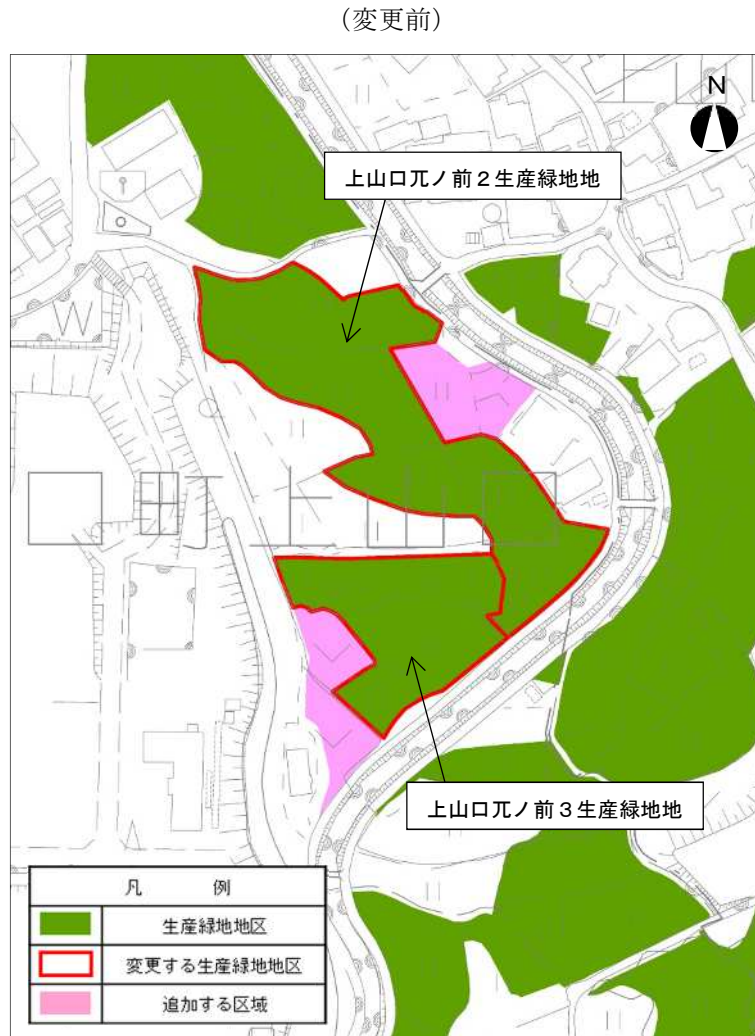 (変更前)
N
上山口兀ノ前2生産緑地地
上山口兀ノ前3生産緑地地
凡 例
生産緑地地区
変更する生産緑地地区
追加する区域